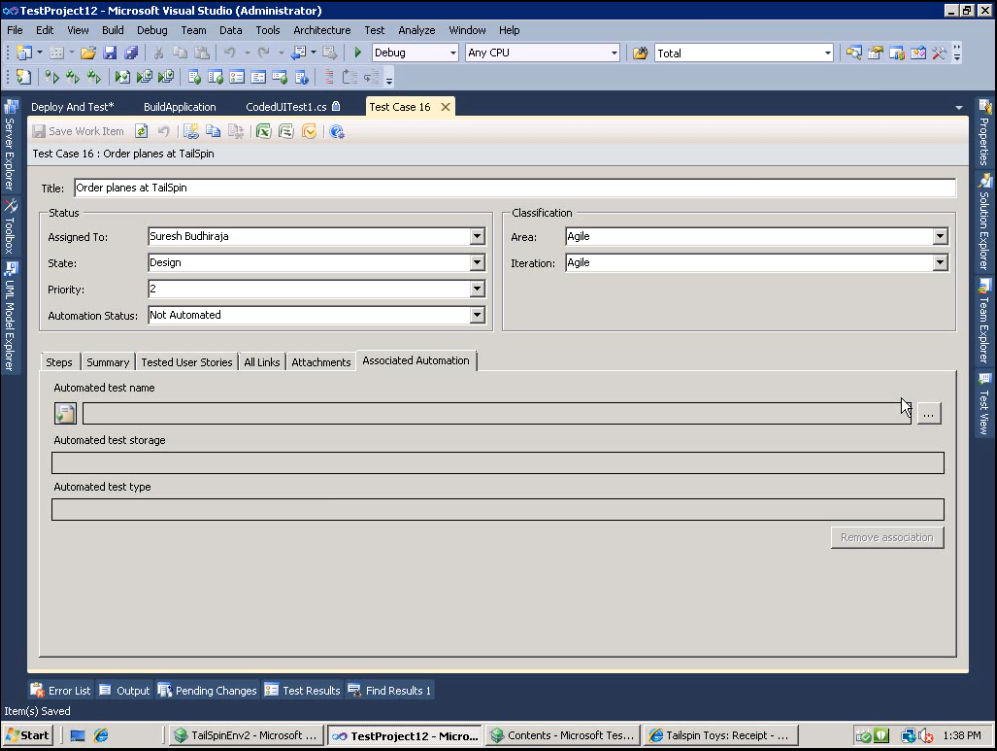 TestProject12 - Microsoft Visual Studio (Administrator)
File Edit View Build Debug Team Data Tools Architecture Test Analyze Window Help
Debug Any CPU Total
Deploy And Test* BuildApplication CodedUITest1.cs Test Case 16
Save Work Item
Test Case 16 : Order planes at TailSpin
Title: Order planes at TailSpin
Status
Assigned To: Suresh Budhiraja
State: Design
Priority: 2
Automation Status: Not Automated
Classification
Area: Agile
Iteration: Agile
Steps Summary Tested User Stories All Links Attachments Associated Automation
Automated test name
...
Automated test storage
Automated test type
Remove association
Server Explorer
Toolbox
UML Model Explorer
Properties
Solution Explorer
Team Explorer
Test View
Error List Output Pending Changes Test Results Find Results 1
Item(s) Saved
Start TailSpinEnv2 - Microsoft ... TestProject12 - Micro... Contents - Microsoft Tes... Tailspin Toys: Receipt - ... 1:38 PM